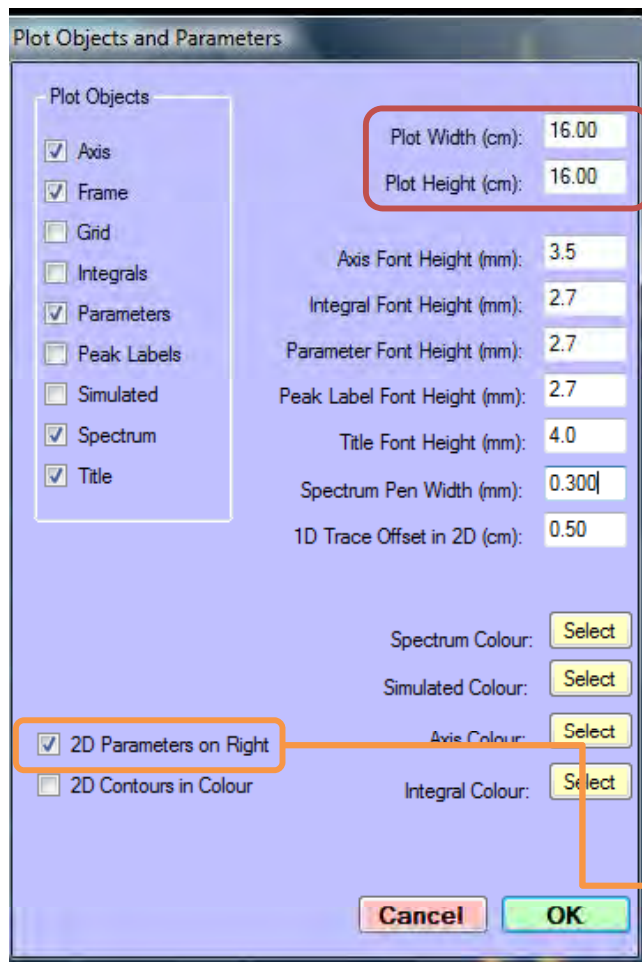 Plot Objects and Parameters
Plot Objects
Axis
Frame
Grid
Integrals
Parameters
Peak Labels
Simulated
Spectrum
Title
Plot Width (cm): 16.00
Plot Height (cm): 16.00
Axis Font Height (mm): 3.5
Integral Font Height (mm): 2.7
Parameter Font Height (mm): 2.7
Peak Label Font Height (mm): 2.7
Title Font Height (mm): 4.0
Spectrum Pen Width (mm): 0.300
1D Trace Offset in 2D (cm): 0.50
Spectrum Colour: Select
Simulated Colour: Select
Axis Colour: Select
Integral Colour: Select
2D Parameters on Right
2D Contours in Colour
Cancel OK